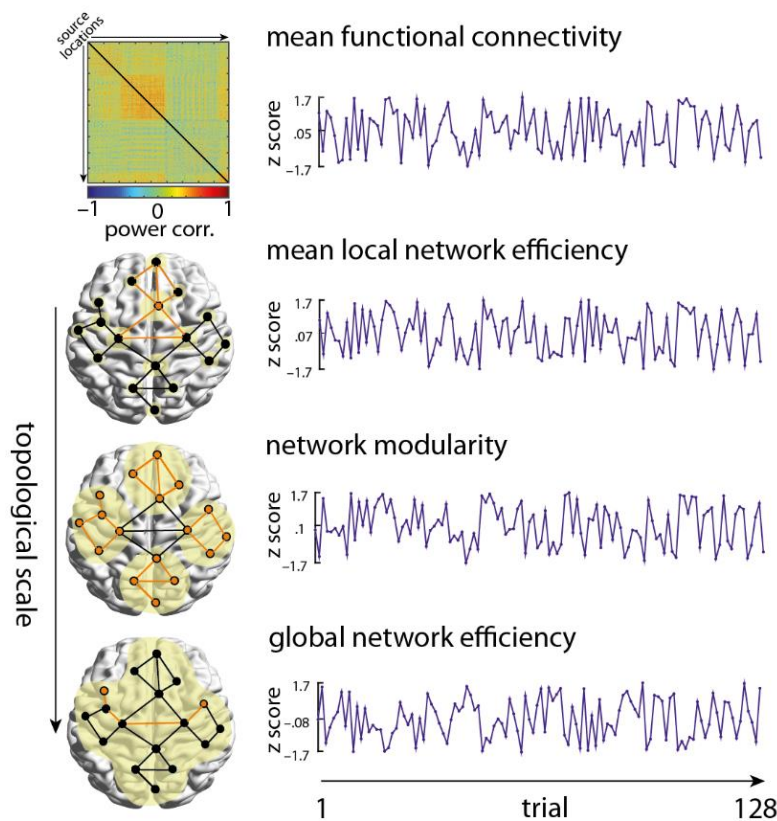 source
locations
−1
0
1
power corr.
topological scale
mean functional connectivity
z score
1.7
.05
−1.7
mean local network efficiency
z score
1.7
.07
−1.7
network modularity
z score
1.7
.1
−1.7
global network efficiency
z score
1.7
−.08
−1.7
1
trial
128